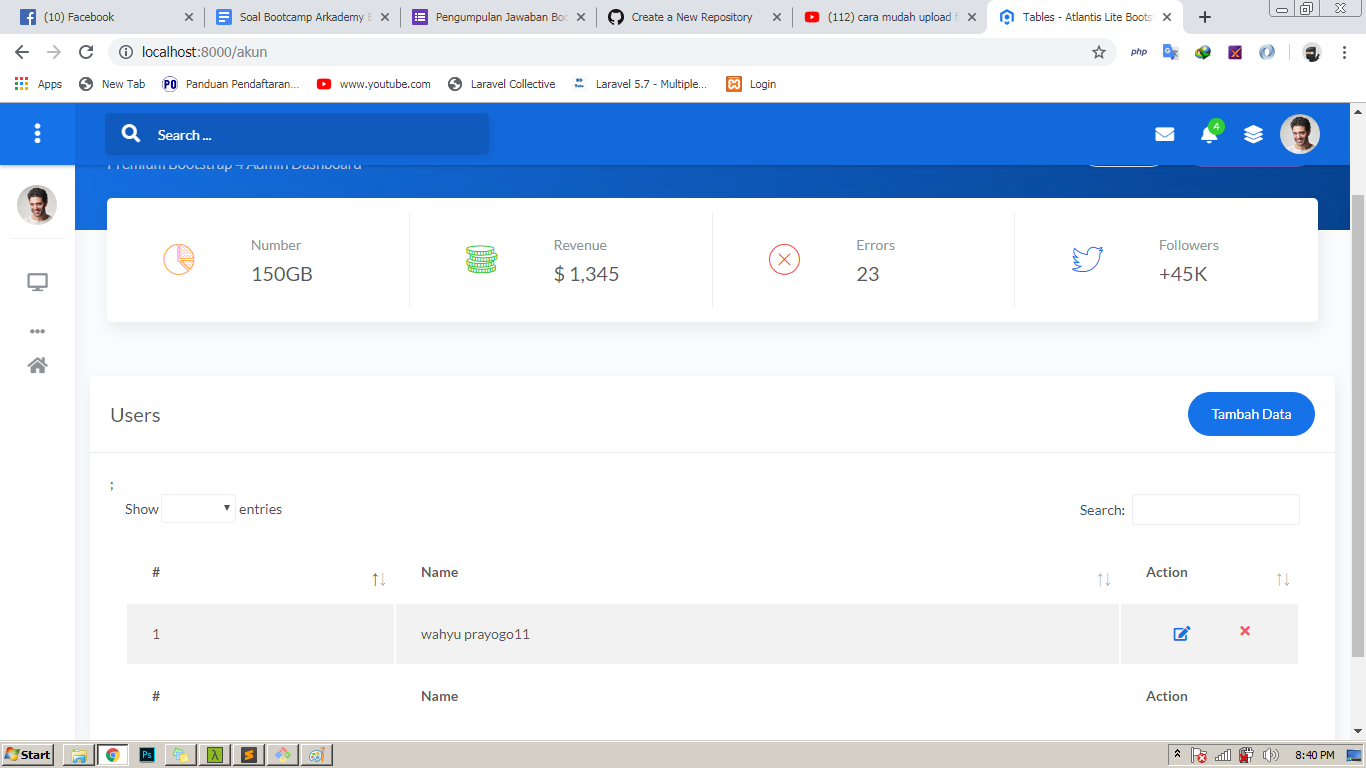 (10) Facebook
Soal Bootcamp Arkademy B
Pengumpulan Jawaban Boo
Create a New Repository
(112) cara mudah upload f
Tables - Atlantis Lite Boots
localhost:8000/akun
php
Apps
New Tab
PO
Panduan Pendaftaran...
www.youtube.com
Laravel Collective
Laravel 5.7 - Multiple...
Login
Search ...
4
Premium Bootstrap 4 Admin Dashboard
Number
150GB
Revenue
$ 1,345
Errors
23
Followers
+45K
Users
Tambah Data
;
Show entries
Search:
# Name Action
1 wahyu prayogo11
# Name Action
Start
Ps
8:40 PM